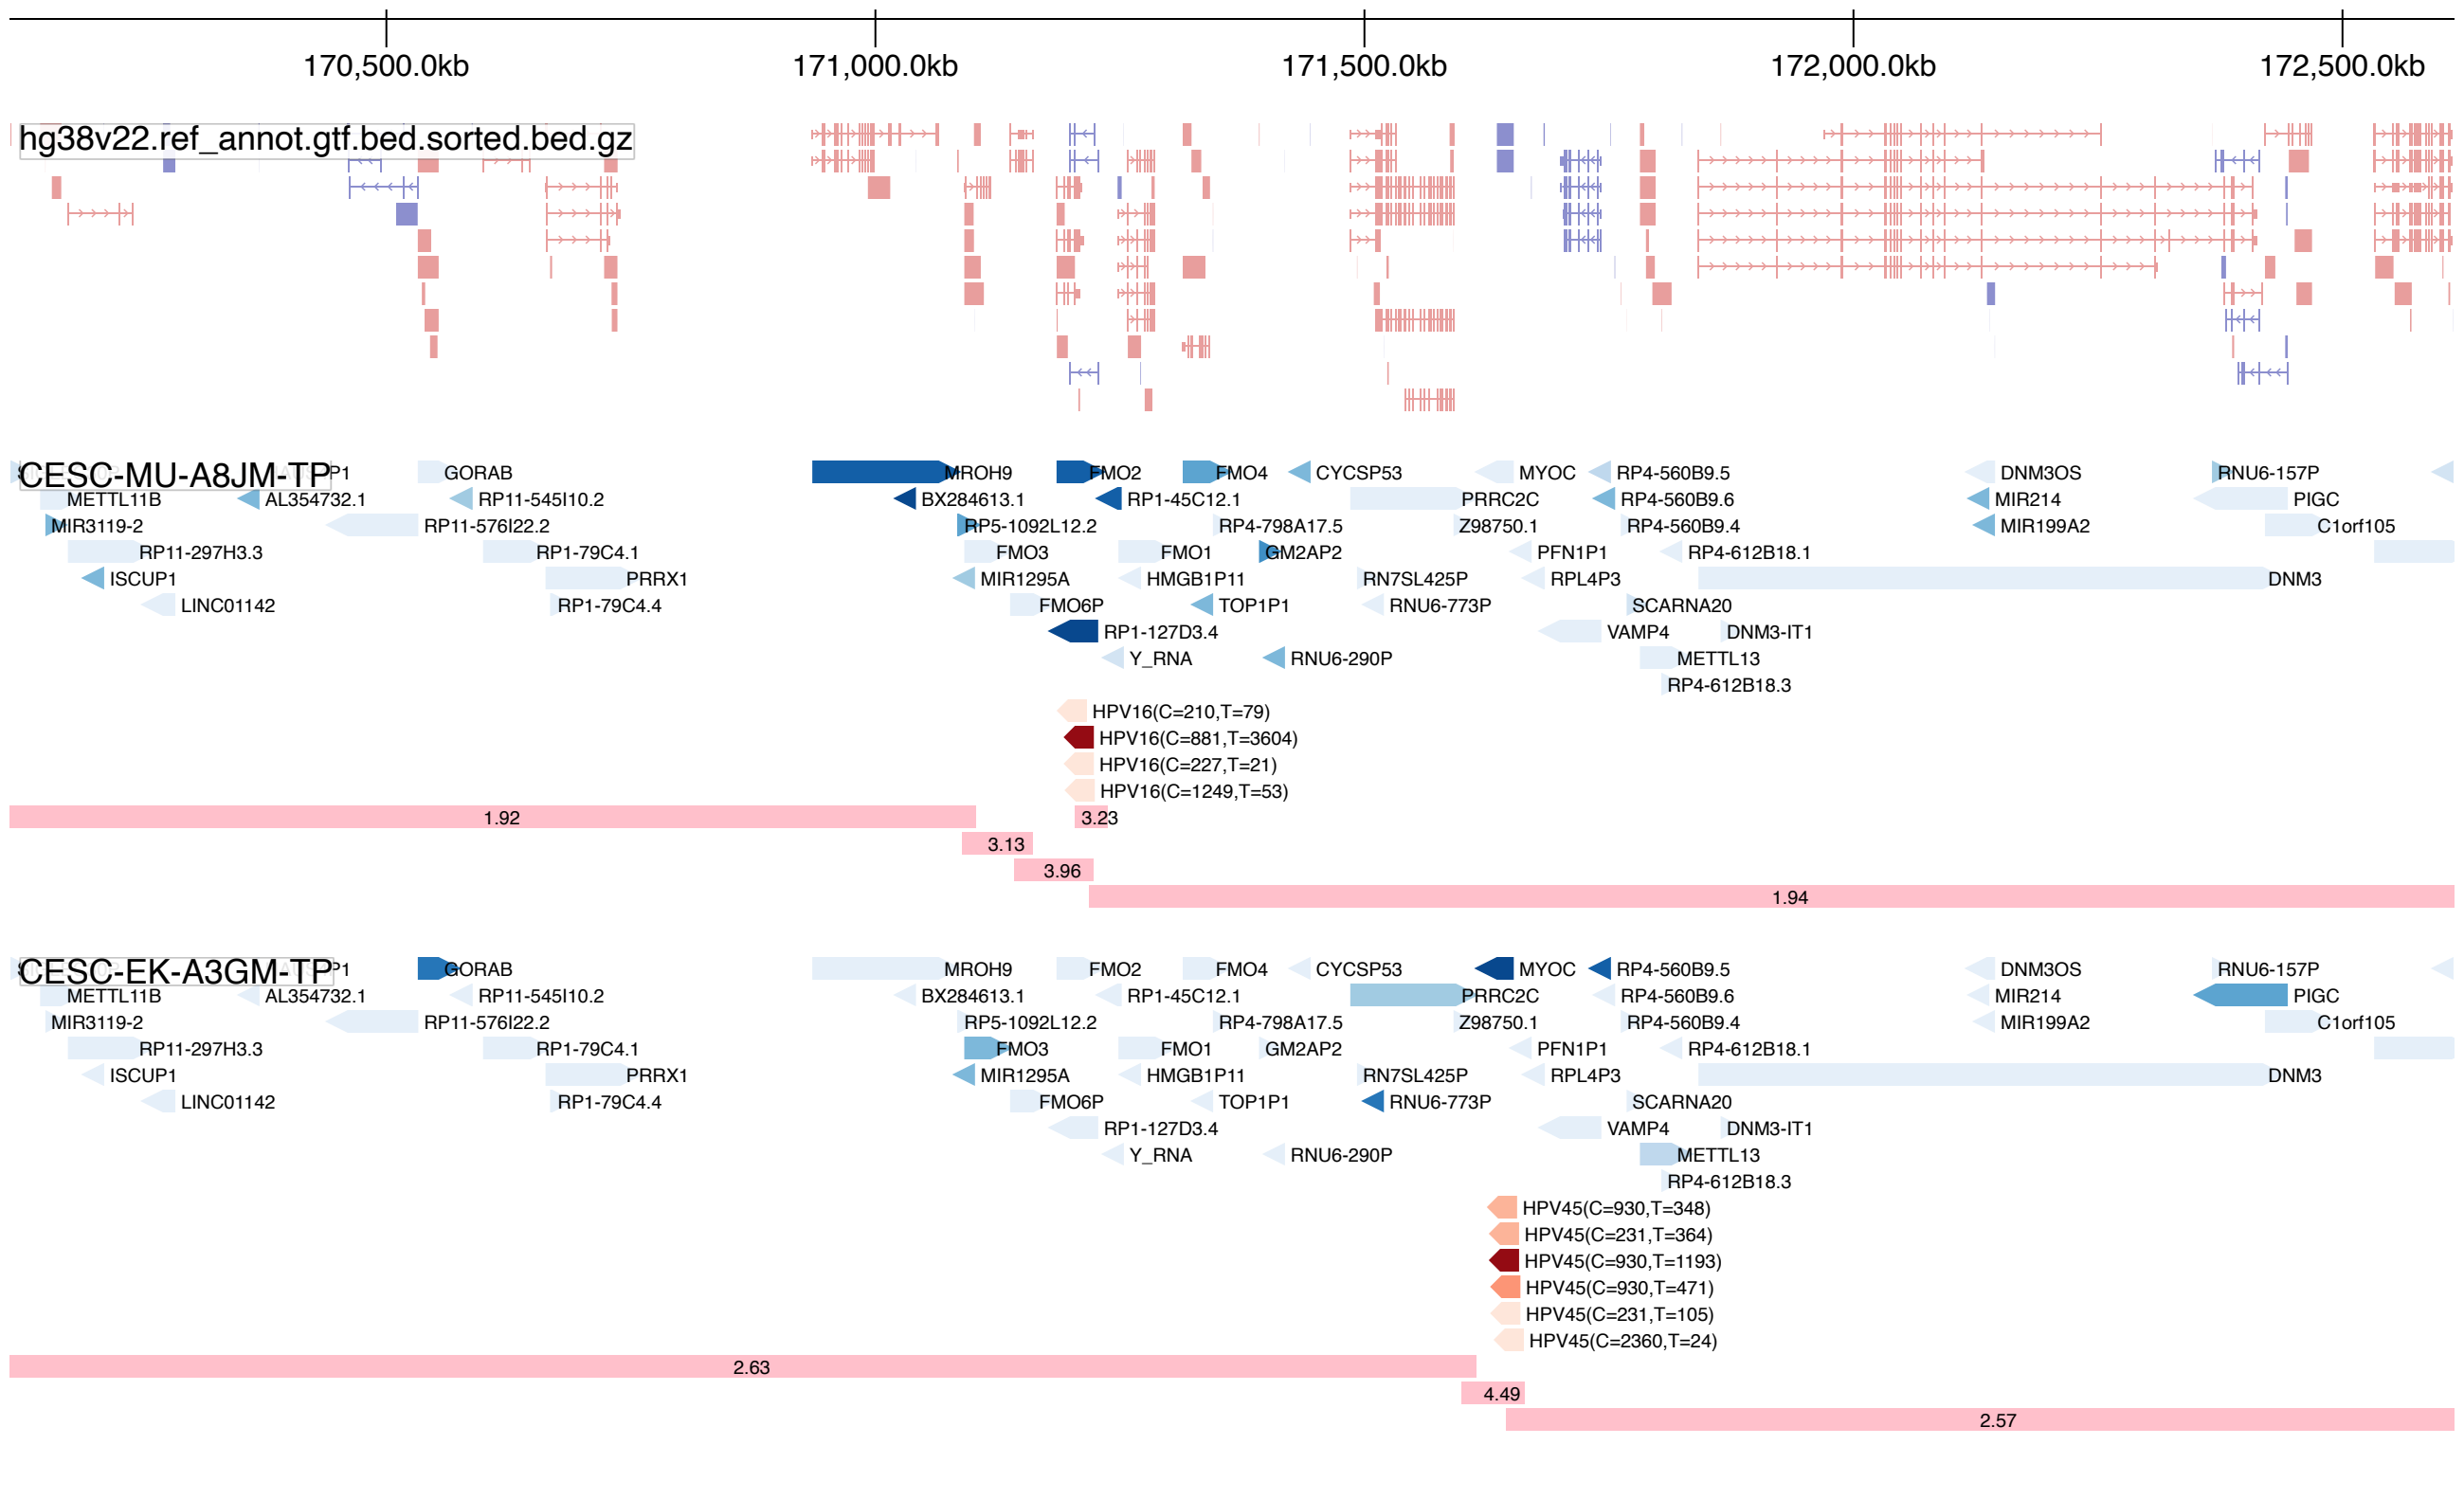 170,500.0kb 171,000.0kb 171,500.0kb 172,000.0kb 172,500.0kb
hg38v22.ref_annot.gtf.bed.sorted.bed.gz
CESC-MU-A8JM-TP P1 GORAB MROH9 FMO2 FMO4 CYCSP53 MYOC RP4-560B9.5 DNM3OS RNU6-157P
METTL11B AL354732.1 RP11-545I10.2 BX284613.1 RP1-45C12.1 PRRC2C RP4-560B9.6 MIR214 PIGC
MIR3119-2 RP11-576I22.2 RP5-1092L12.2 RP4-798A17.5 Z98750.1 RP4-560B9.4 MIR199A2 C1orf105
RP11-297H3.3 RP1-79C4.1 FMO3 FMO1 GM2AP2 PFN1P1 RP4-612B18.1
ISCUP1 PRRX1 MIR1295A HMGB1P11 RN7SL425P RPL4P3 DNM3
LINC01142 RP1-79C4.4 FMO6P TOP1P1 RNU6-773P SCARNA20
RP1-127D3.4 VAMP4 DNM3-IT1
Y_RNA RNU6-290P METTL13
RP4-612B18.3
HPV16(C=210,T=79)
HPV16(C=881,T=3604)
HPV16(C=227,T=21)
HPV16(C=1249,T=53)
1.92 3.23
3.13
3.96
1.94
CESC-EK-A3GM-TP P1 GORAB MROH9 FMO2 FMO4 CYCSP53 MYOC RP4-560B9.5 DNM3OS RNU6-157P
METTL11B AL354732.1 RP11-545I10.2 BX284613.1 RP1-45C12.1 PRRC2C RP4-560B9.6 MIR214 PIGC
MIR3119-2 RP11-576I22.2 RP5-1092L12.2 RP4-798A17.5 Z98750.1 RP4-560B9.4 MIR199A2 C1orf105
RP11-297H3.3 RP1-79C4.1 FMO3 FMO1 GM2AP2 PFN1P1 RP4-612B18.1
ISCUP1 PRRX1 MIR1295A HMGB1P11 RN7SL425P RPL4P3 DNM3
LINC01142 RP1-79C4.4 FMO6P TOP1P1 RNU6-773P SCARNA20
RP1-127D3.4 VAMP4 DNM3-IT1
Y_RNA RNU6-290P METTL13
RP4-612B18.3
HPV45(C=930,T=348)
HPV45(C=231,T=364)
HPV45(C=930,T=1193)
HPV45(C=930,T=471)
HPV45(C=231,T=105)
HPV45(C=2360,T=24)
2.63
4.49
2.57